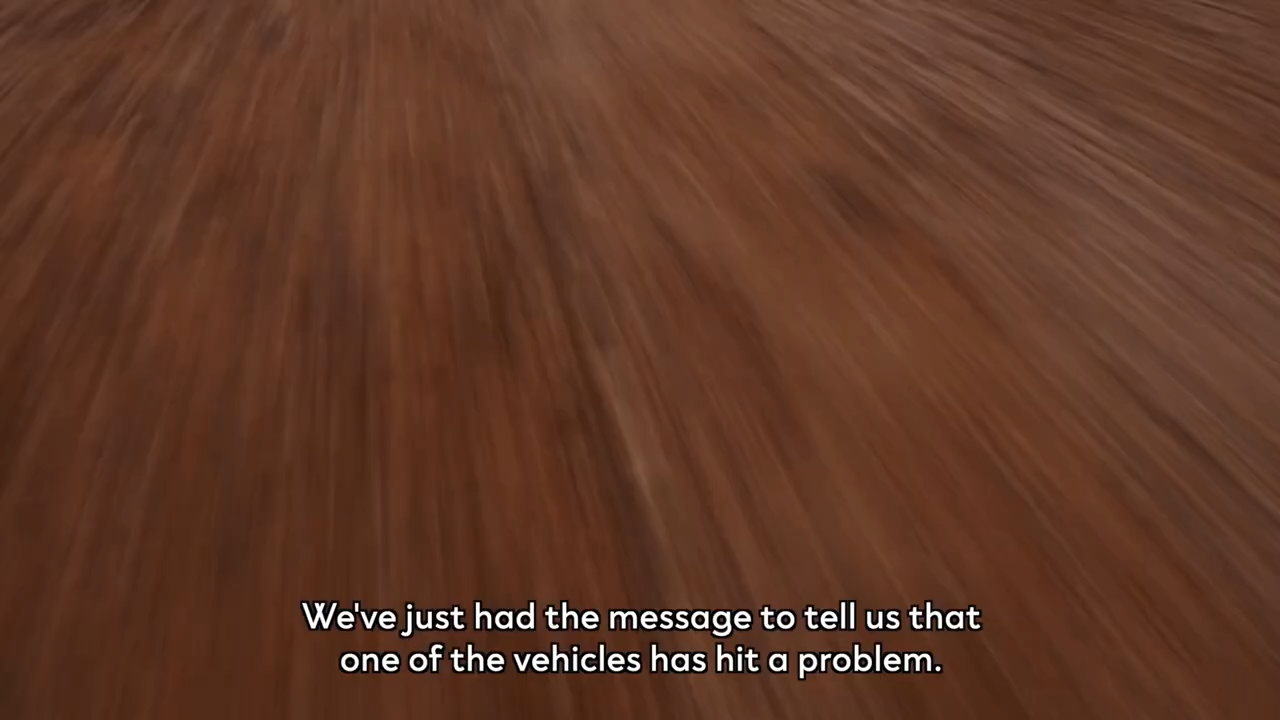 We've just had the message to tell us that
one of the vehicles has hit a problem.